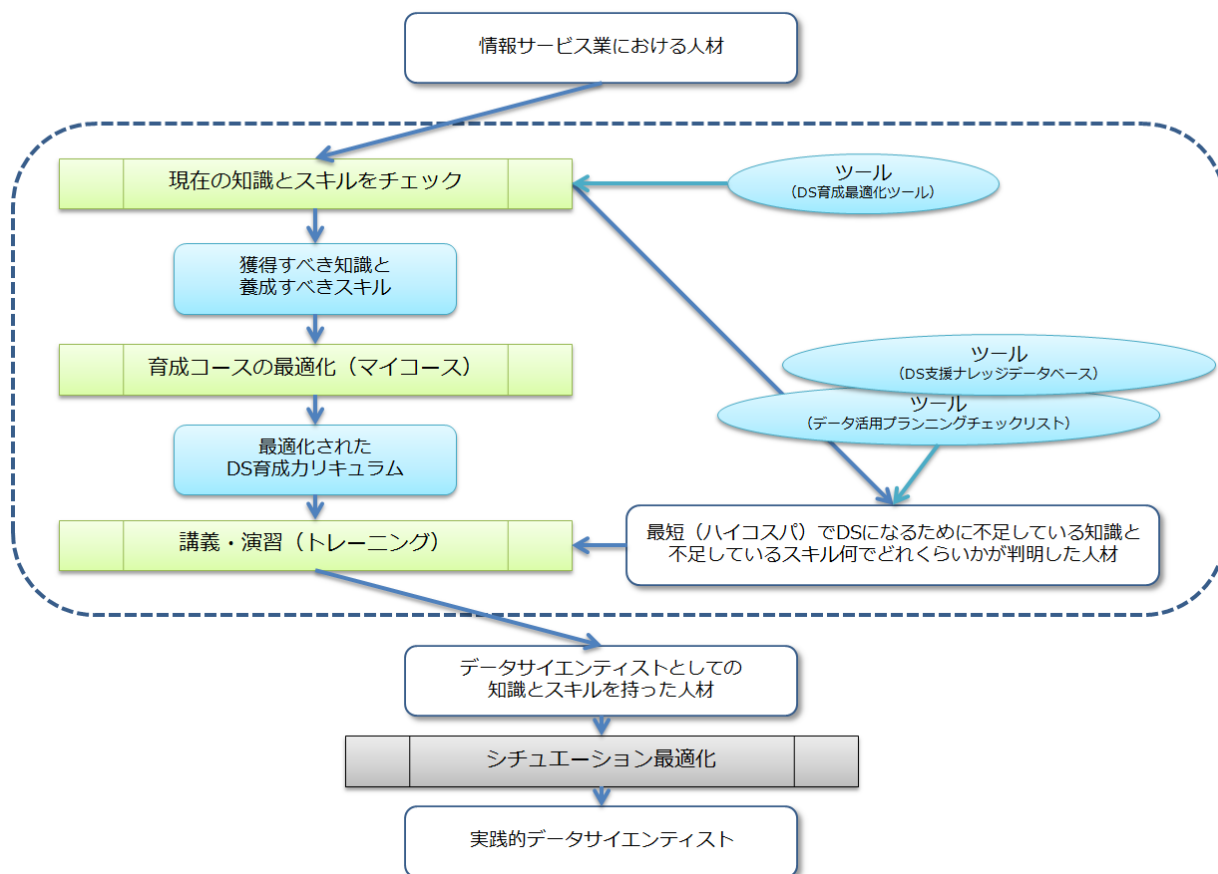 情報サービス業における人材
現在の知識とスキルをチェック
ツール
（DS育成最適化ツール）
獲得すべき知識と
養成すべきスキル
育成コースの最適化（マイコース）
ツール
（DS支援ナレッジデータベース）
ツール
（データ活用プランニングチェックリスト）
最適化された
DS育成カリキュラム
講義・演習（トレーニング）
最短（ハイコスパ）でDSになるために不足している知識と
不足しているスキル何でどれくらいかが判明した人材
データサイエンティストとしての
知識とスキルを持った人材
シチュエーション最適化
実践的データサイエンティスト